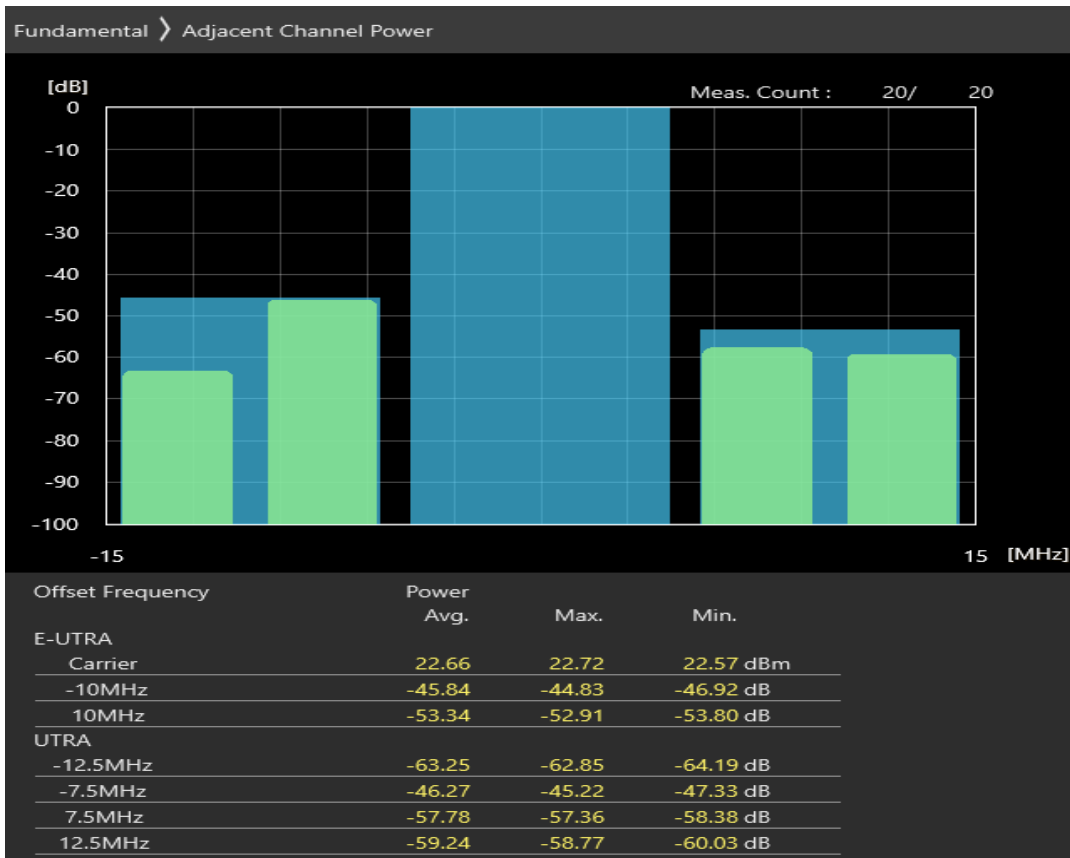 Fundamental 〉 Adjacent Channel Power
[dB]
Meas. Count : 20/ 20
0
-10
-20
-30
-40
-50
-60
-70
-80
-90
-100
-15 15 [MHz]
Offset Frequency Power
Avg. Max. Min.
E-UTRA
Carrier 22.66 22.72 22.57 dBm
-10MHz -45.84 -44.83 -46.92 dB
10MHz -53.34 -52.91 -53.80 dB
UTRA
-12.5MHz -63.25 -62.85 -64.19 dB
-7.5MHz -46.27 -45.22 -47.33 dB
7.5MHz -57.78 -57.36 -58.38 dB
12.5MHz -59.24 -58.77 -60.03 dB